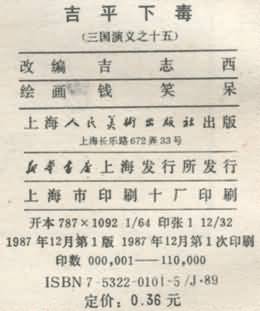 吉平下毒
(三国演义之十五)
改编 吉志西
绘画 钱笑呆
上海人民美術出版社出版
上海长乐路672弄33号
新华书店上海发行所发行
上海市印刷十厂印刷
开本787×1092 1/64 印张1 12/32
1987年12月第1版 1987年12月第1次印刷
印数 000,001——110,000
ISBN7-5322-0101-5/J·89
定价: 0.36元